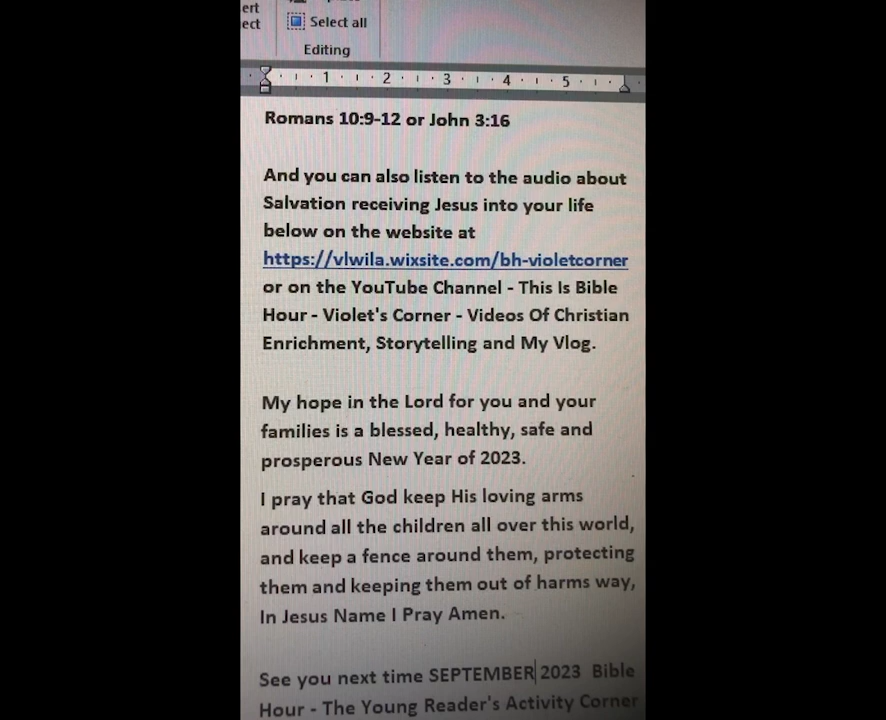 ert
ect
Select all
Editing
1 2 3 4 5
Romans 10:9-12 or John 3:16
And you can also listen to the audio about
Salvation receiving Jesus into your life
below on the website at
https://vlwila.wixsite.com/bh-violetcorner
or on the YouTube Channel - This Is Bible
Hour - Violet's Corner - Videos Of Christian
Enrichment, Storytelling and My Vlog.
My hope in the Lord for you and your
families is a blessed, healthy, safe and
prosperous New Year of 2023.
I pray that God keep His loving arms
around all the children all over this world,
and keep a fence around them, protecting
them and keeping them out of harms way,
In Jesus Name I Pray Amen.
See you next time SEPTEMBER 2023 Bible
Hour - The Young Reader's Activity Corner